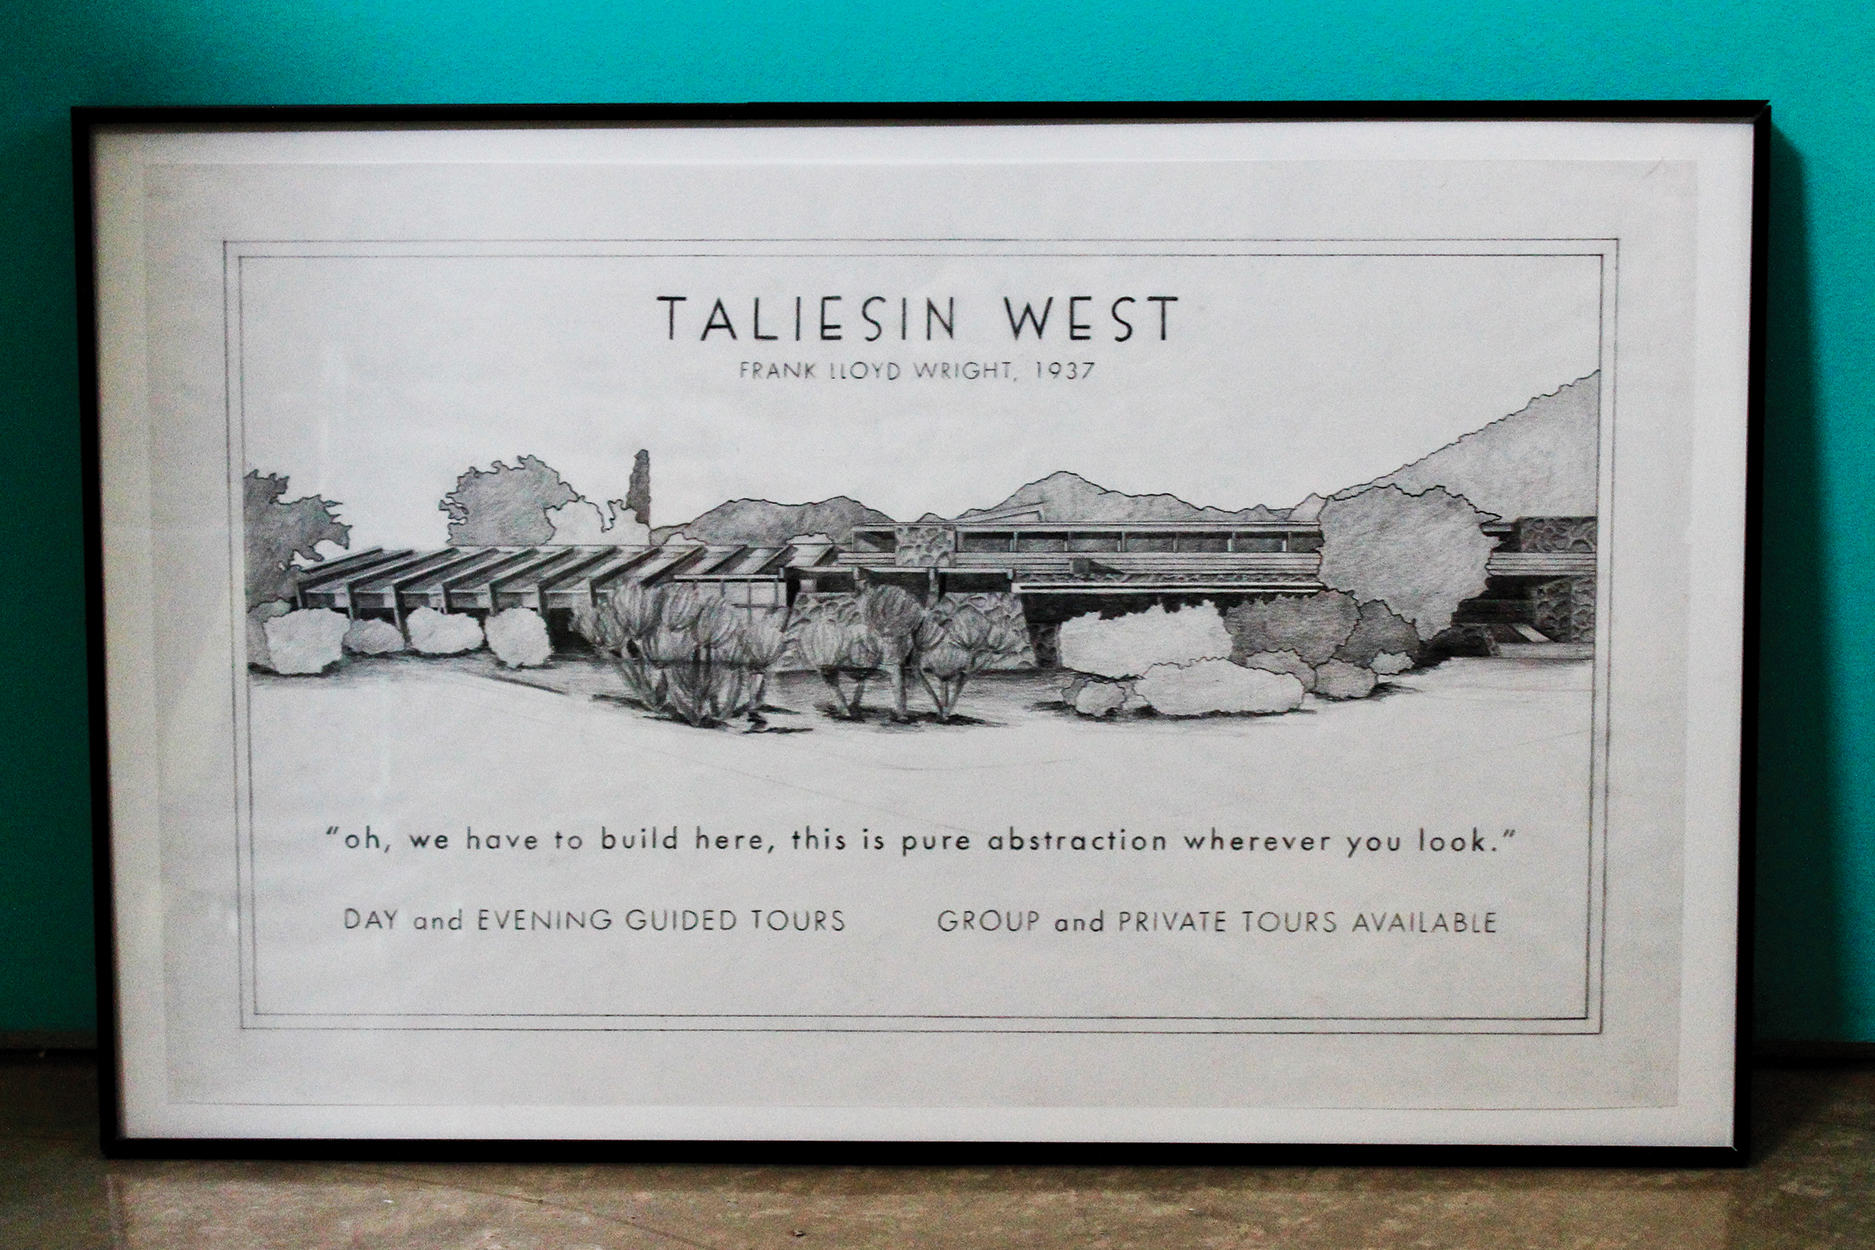 TALIESIN WEST
FRANK LLOYD WRIGHT, 1937
“oh, we have to build here, this is pure abstraction wherever you look.”
DAY and EVENING GUIDED TOURS GROUP and PRIVATE TOURS AVAILABLE